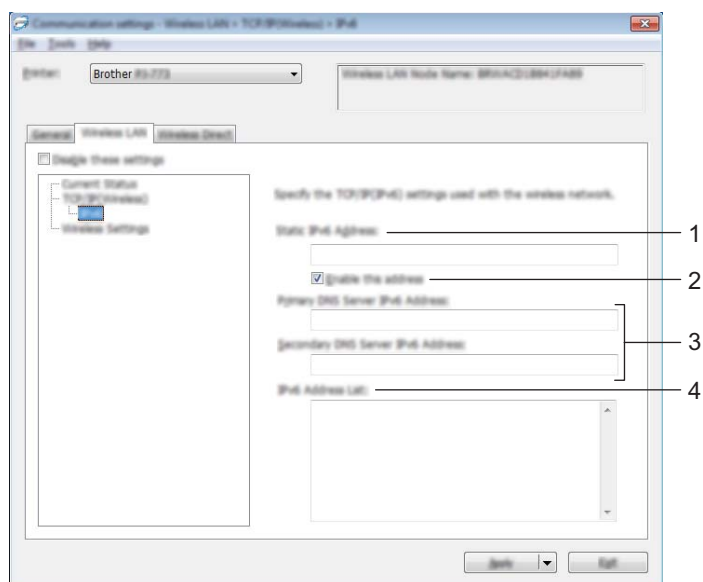 Communication settings - Wireless LAN > TCP/IP(Wireless) > IPv6
File Tools Help
Printer:
Brother RJ-773
Wireless LAN Node Name:
General Wireless LAN Wireless Direct
Disable these settings
Current Status
TCP/IP(Wireless)
IPv6
Wireless Settings
Specify the TCP/IP(IPv6) settings used with the wireless network.
Static IPv6 Address: 1
Enable this address 2
Primary DNS Server IPv6 Address:
3
Secondary DNS Server IPv6 Address:
IPv6 Address List: 4
Apply Exit